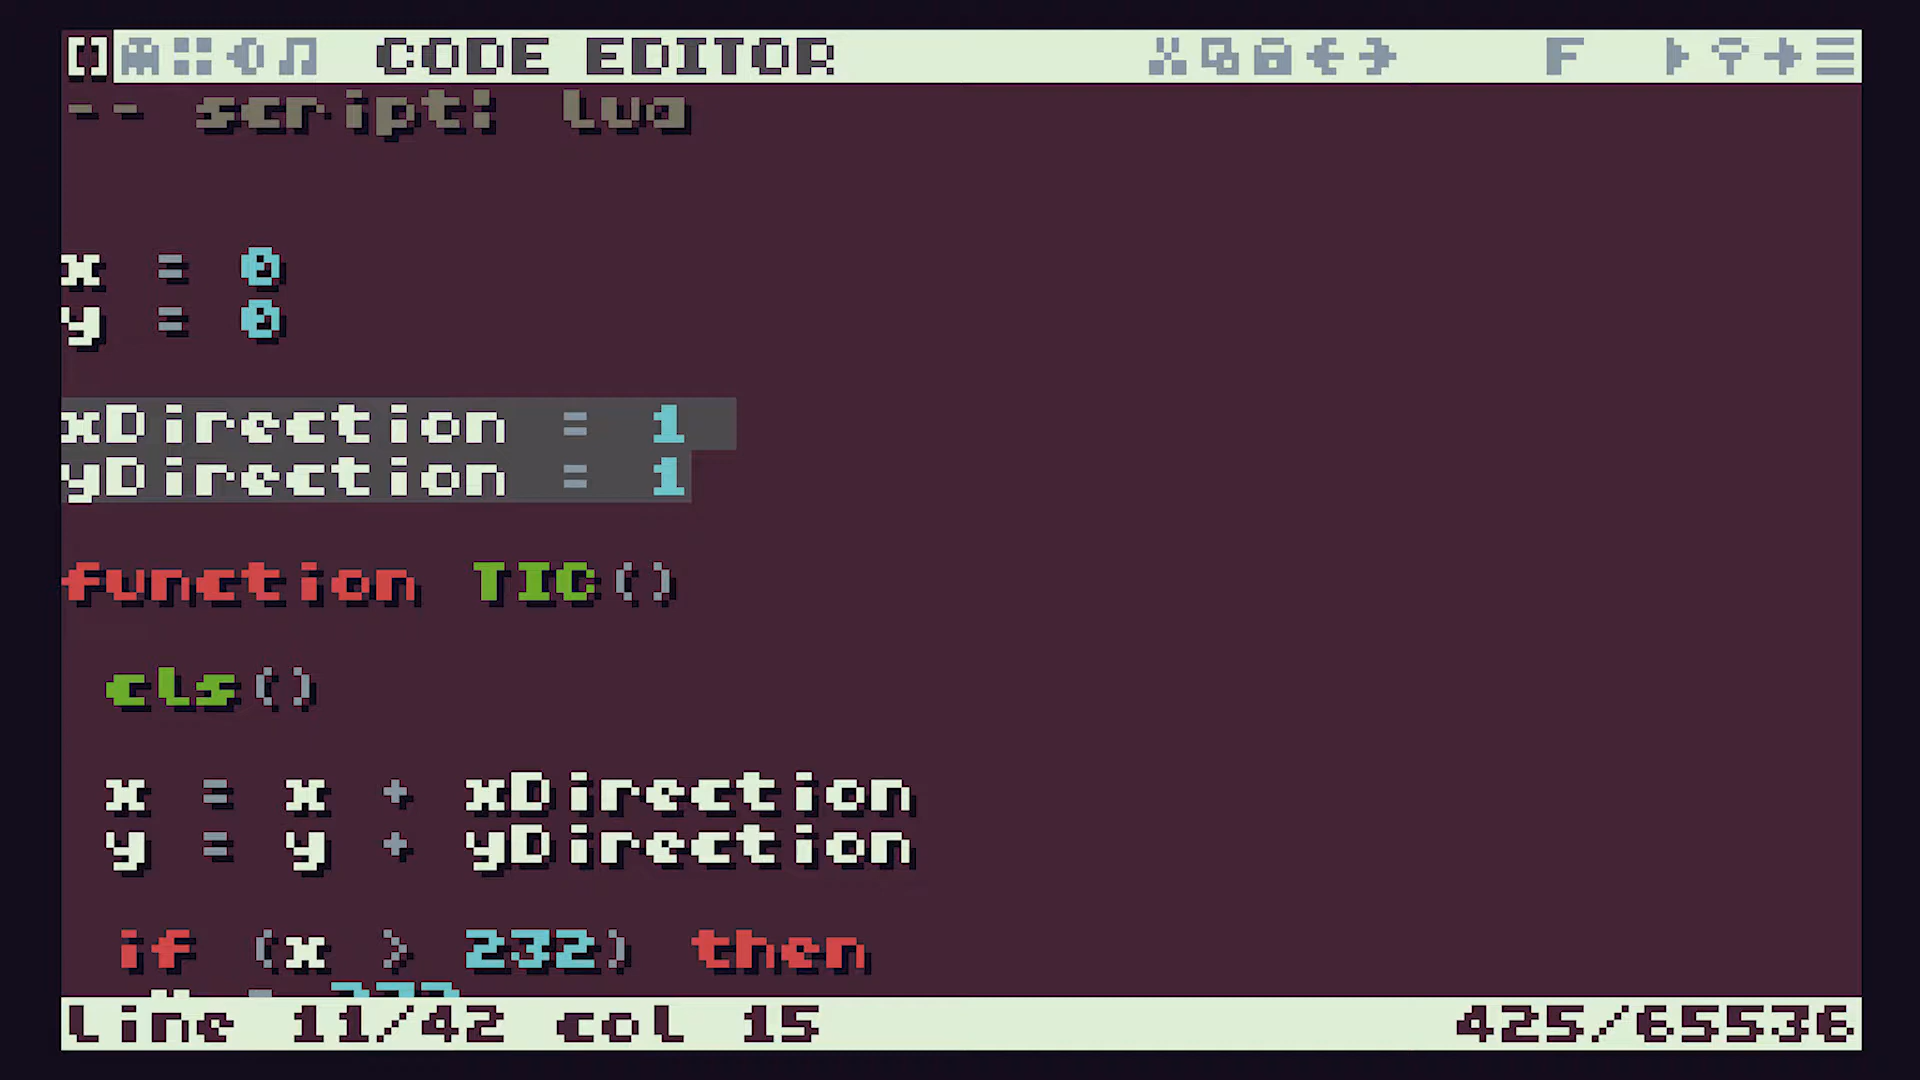 CODE EDITOR F
-- script: lua
x = 0
y = 0
xDirection = 1
yDirection = 1
function TIC()
cls()
x = x + xDirection
y = y + yDirection
if (x > 232) then
line 11/42 col 15
425/65536